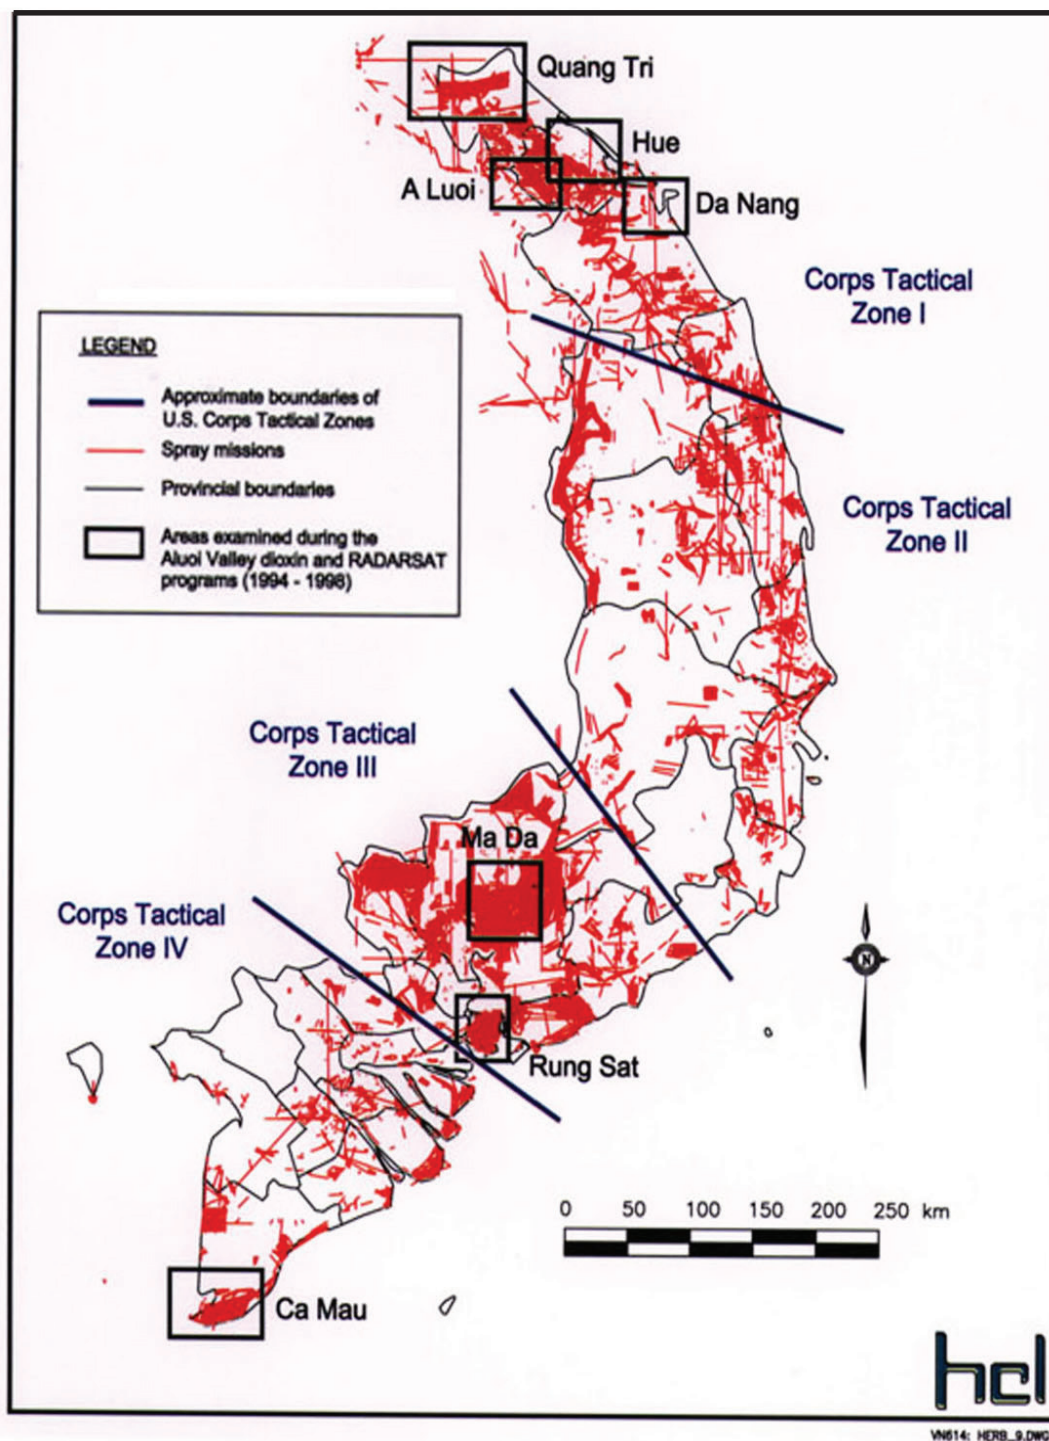 Quang Tri
Hue
A Luoi
Da Nang
Corps Tactical
Zone I
LEGEND
Approximate boundaries of
U.S. Corps Tactical Zones
Spray missions
Provincial boundaries
Areas examined during the
Aluoi Valley dioxin and RADARSAT
programs (1994 - 1998)
Corps Tactical
Zone II
Corps Tactical
Zone III
Ma Da
Corps Tactical
Zone IV
N
Rung Sat
0 50 100 150 200 250 km
Ca Mau
hcl
VN614: HERB_9.DWG